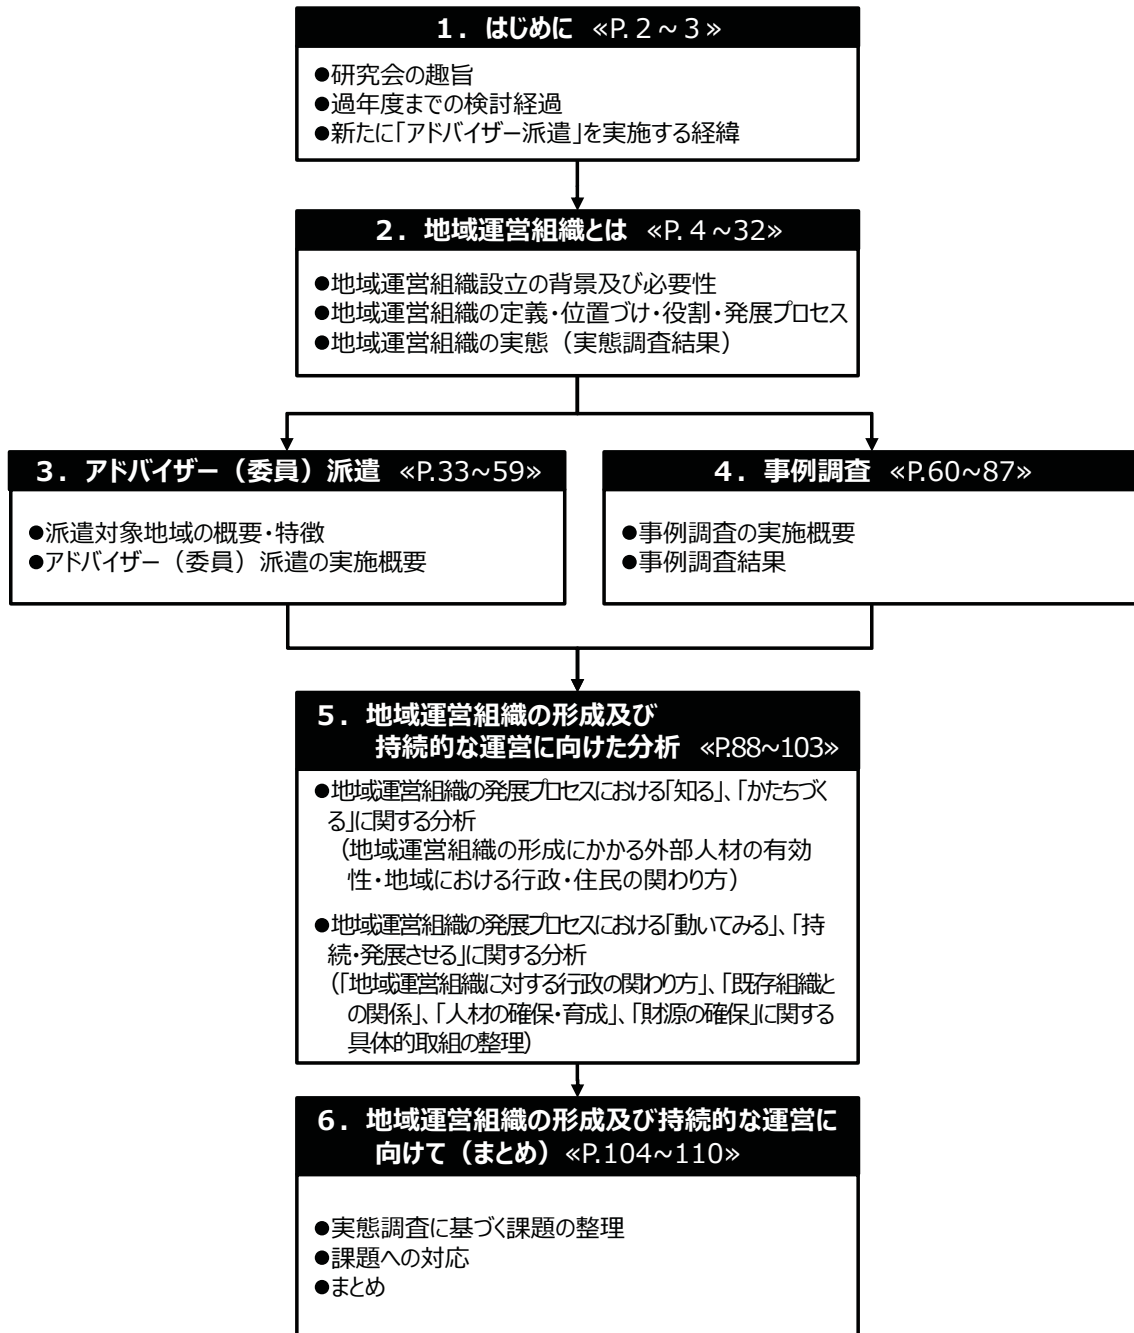 １．はじめに ≪P.２～３≫
●研究会の趣旨
●過年度までの検討経過
●新たに「アドバイザー派遣」を実施する経緯
２．地域運営組織とは ≪P.４～32≫
●地域運営組織設立の背景及び必要性
●地域運営組織の定義・位置づけ・役割・発展プロセス
●地域運営組織の実態（実態調査結果）
３．アドバイザー（委員）派遣 ≪P.33～59≫
●派遣対象地域の概要・特徴
●アドバイザー（委員）派遣の実施概要
４．事例調査 ≪P.60～87≫
●事例調査の実施概要
●事例調査結果
５．地域運営組織の形成及び
持続的な運営に向けた分析 ≪P.88～103≫
●地域運営組織の発展プロセスにおける「知る」、「かたちづく
る」に関する分析
（地域運営組織の形成にかかる外部人材の有効
性・地域における行政・住民の関わり方）
●地域運営組織の発展プロセスにおける「動いてみる」、「持
続・発展させる」に関する分析
（「地域運営組織に対する行政の関わり方」、「既存組織と
の関係」、「人材の確保・育成」、「財源の確保」に関する
具体的取組の整理）
６．地域運営組織の形成及び持続的な運営に
向けて（まとめ）≪P.104～110≫
●実態調査に基づく課題の整理
●課題への対応
●まとめ